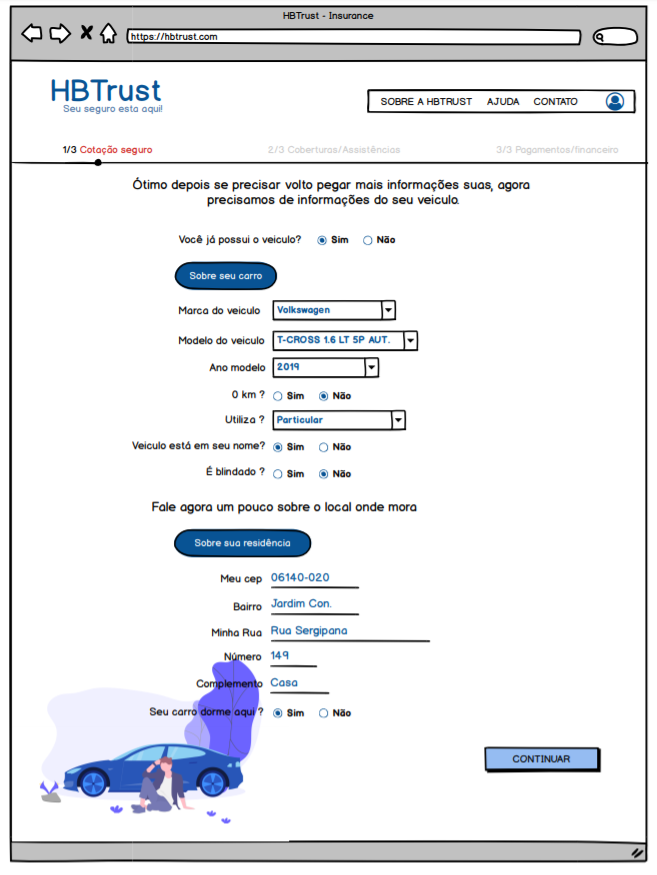 HBTrust - Insurance
https://hbtrust.com
HBTrust
Seu seguro esta aqui!
SOBRE A HBTRUST AJUDA CONTATO
1/3 Cotação seguro 2/3 Coberturas/Assistências 3/3 Pagamentos/financeiro
Ótimo depois se precisar volto pegar mais informações suas, agora
precisamos de informações do seu veiculo.
Você já possui o veiculo? Sim Não
Sobre seu carro
Marca do veiculo Volkswagen
Modelo do veiculo T-CROSS 1.6 LT 5P AUT.
Ano modelo 2019
0 km ? Sim Não
Utiliza ? Particular
Veiculo está em seu nome? Sim Não
É blindado ? Sim Não
Fale agora um pouco sobre o local onde mora
Sobre sua residência
Meu cep 06140-020
Bairro Jardim Con.
Minha Rua Rua Sergipana
Número 149
Complemento Casa
Seu carro dorme aqui ? Sim Não
CONTINUAR